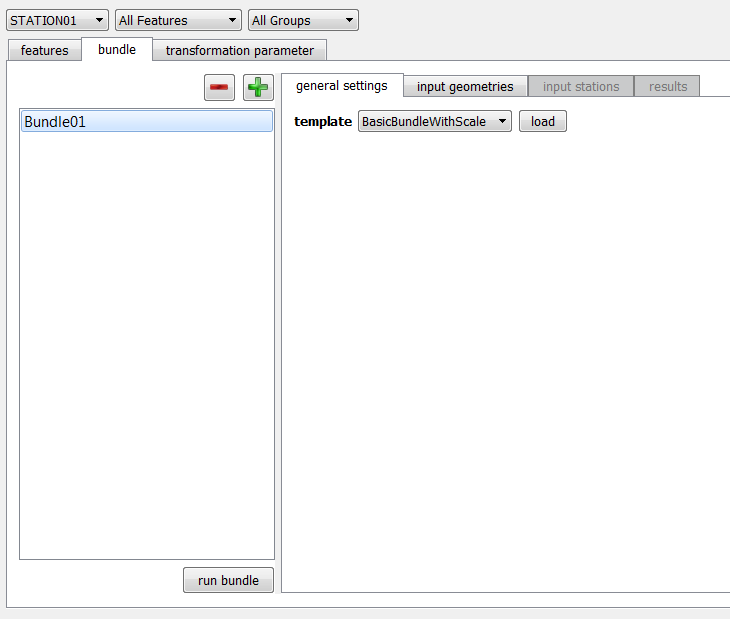 STATION01 All Features All Groups
features bundle transformation parameter
general settings input geometries input stations results
template BasicBundleWithScale load
Bundle01
run bundle